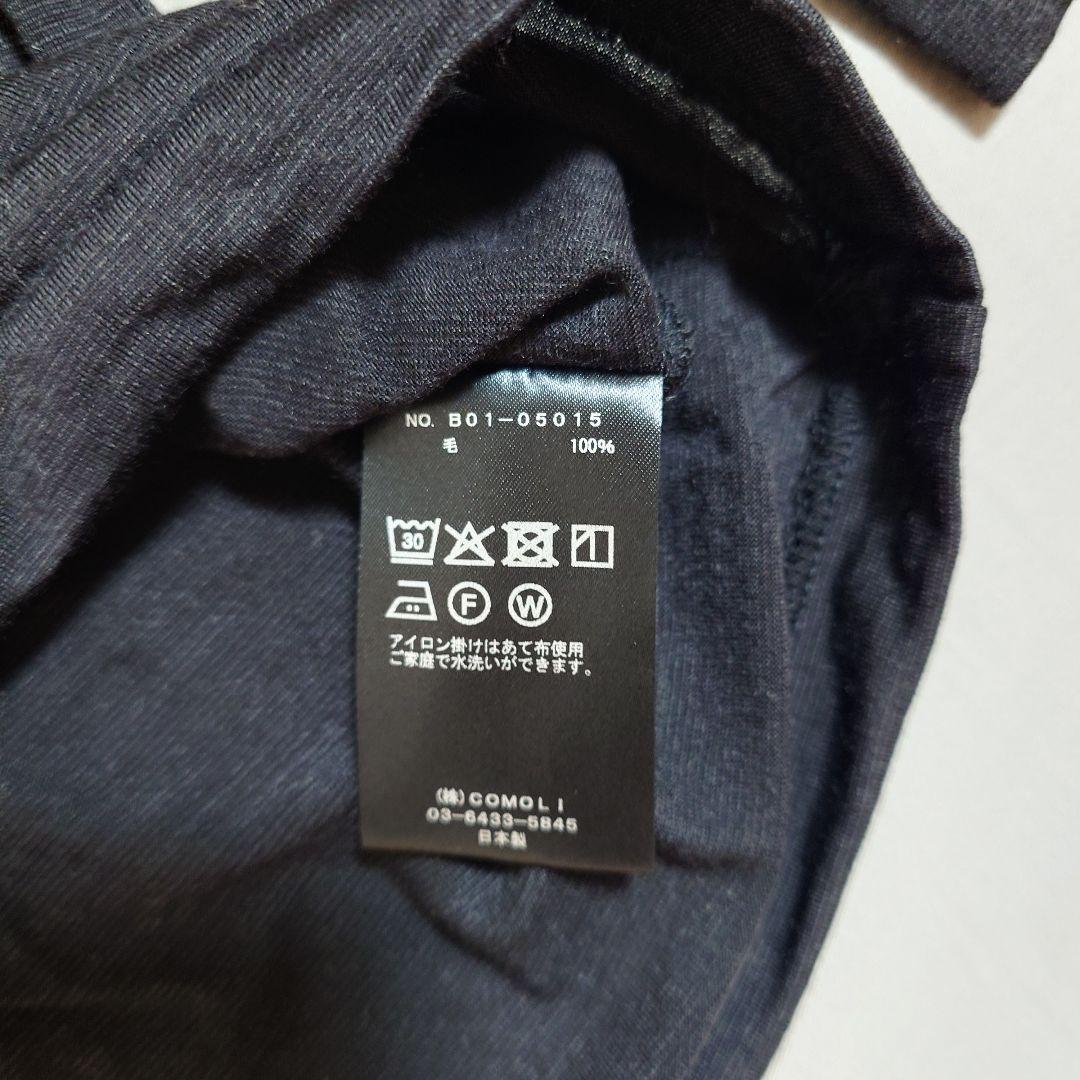 NO. B01-05015
毛 100%
30
F W
アイロン掛けはあて布使用
ご家庭で水洗いができます。
(株)COMOLI
03-6433-5845
日本製